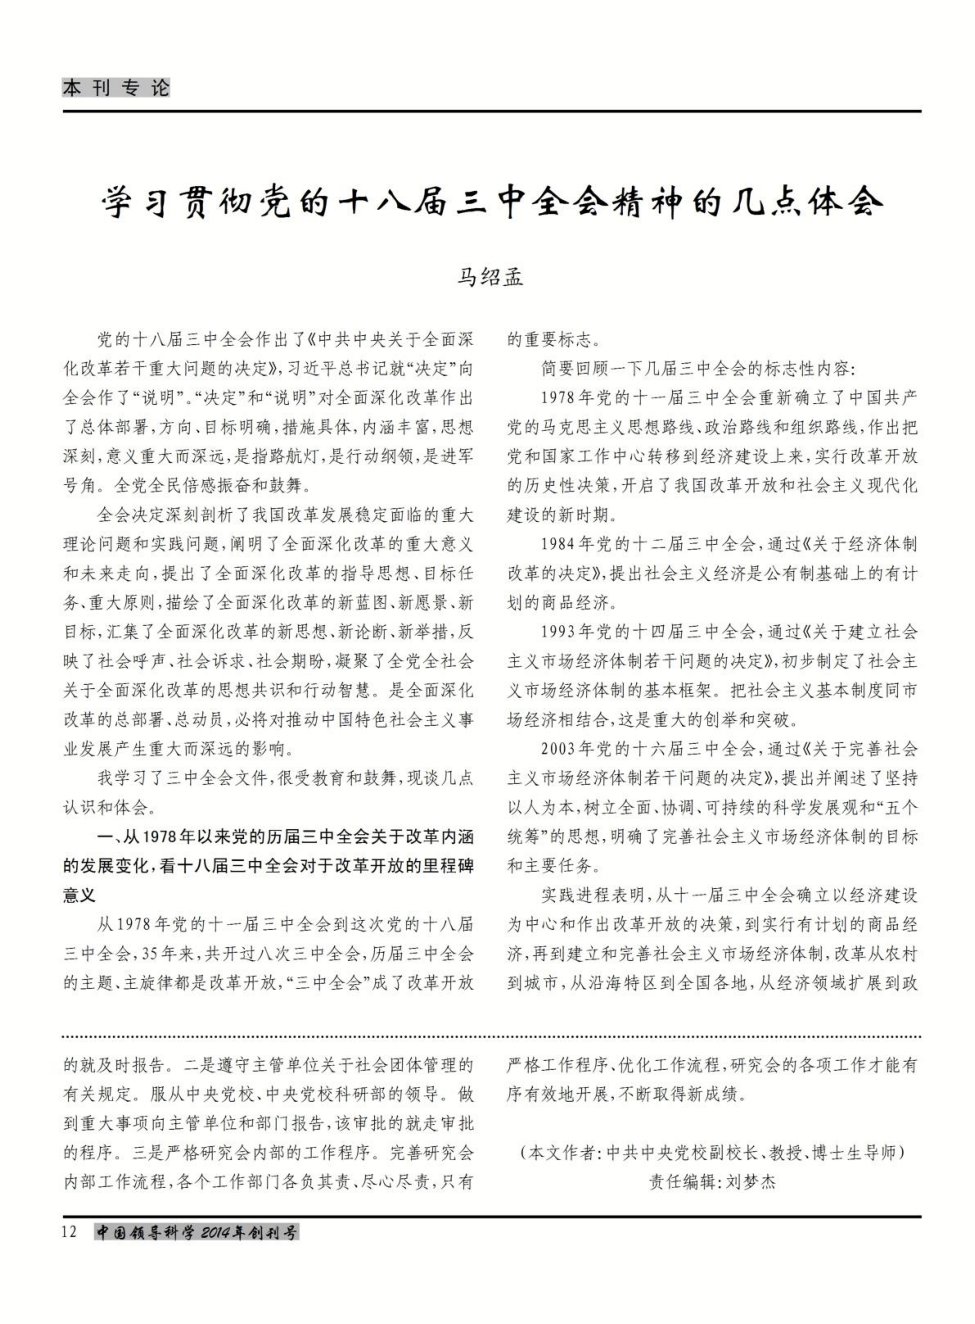 本刊专论
学习贯彻党的十八届三中全会精神的几点体会
马绍孟
党的十八届三中全会作出了《中共中央关于全面深
化改革若干重大问题的决定》,习近平总书记就“决定”向
全会作了“说明”。“决定”和“说明”对全面深化改革作出
了总体部署,方向、目标明确,措施具体,内涵丰富,思想
深刻,意义重大而深远,是指路航灯,是行动纲领,是进军
号角。全党全民倍感振奋和鼓舞。
全会决定深刻剖析了我国改革发展稳定面临的重大
理论问题和实践问题,阐明了全面深化改革的重大意义
和未来走向,提出了全面深化改革的指导思想、目标任
务、重大原则,描绘了全面深化改革的新蓝图、新愿景、新
目标,汇集了全面深化改革的新思想、新论断、新举措,反
映了社会呼声、社会诉求、社会期盼,凝聚了全党全社会
关于全面深化改革的思想共识和行动智慧。是全面深化
改革的总部署、总动员,必将对推动中国特色社会主义事
业发展产生重大而深远的影响。
我学习了三中全会文件,很受教育和鼓舞,现谈几点
认识和体会。
一、从1978年以来党的历届三中全会关于改革内涵
的发展变化,看十八届三中全会对于改革开放的里程碑
意义
从1978年党的十一届三中全会到这次党的十八届
三中全会,35年来,共开过八次三中全会,历届三中全会
的主题、主旋律都是改革开放,“三中全会”成了改革开放
的重要标志。
简要回顾一下几届三中全会的标志性内容:
1978年党的十一届三中全会重新确立了中国共产
党的马克思主义思想路线、政治路线和组织路线,作出把
党和国家工作中心转移到经济建设上来,实行改革开放
的历史性决策,开启了我国改革开放和社会主义现代化
建设的新时期。
1984年党的十二届三中全会,通过《关于经济体制
改革的决定》,提出社会主义经济是公有制基础上的有计
划的商品经济。
1993年党的十四届三中全会,通过《关于建立社会
主义市场经济体制若干问题的决定》,初步制定了社会主
义市场经济体制的基本框架。把社会主义基本制度同市
场经济相结合,这是重大的创举和突破。
2003年党的十六届三中全会,通过《关于完善社会
主义市场经济体制若干问题的决定》,提出并阐述了坚持
以人为本,树立全面、协调、可持续的科学发展观和“五个
统筹”的思想,明确了完善社会主义市场经济体制的目标
和主要任务。
实践进程表明,从十一届三中全会确立以经济建设
为中心和作出改革开放的决策,到实行有计划的商品经
济,再到建立和完善社会主义市场经济体制,改革从农村
到城市,从沿海特区到全国各地,从经济领域扩展到政
的就及时报告。二是遵守主管单位关于社会团体管理的
有关规定。服从中央党校、中央党校科研部的领导。做
到重大事项向主管单位和部门报告,该审批的就走审批
的程序。三是严格研究会内部的工作程序。完善研究会
内部工作流程,各个工作部门各负其责、尽心尽责,只有
严格工作程序、优化工作流程,研究会的各项工作才能有
序有效地开展,不断取得新成绩。
(本文作者:中共中央党校副校长、教授、博士生导师)
责任编辑:刘梦杰
12 中国领导科学 2014年创刊号